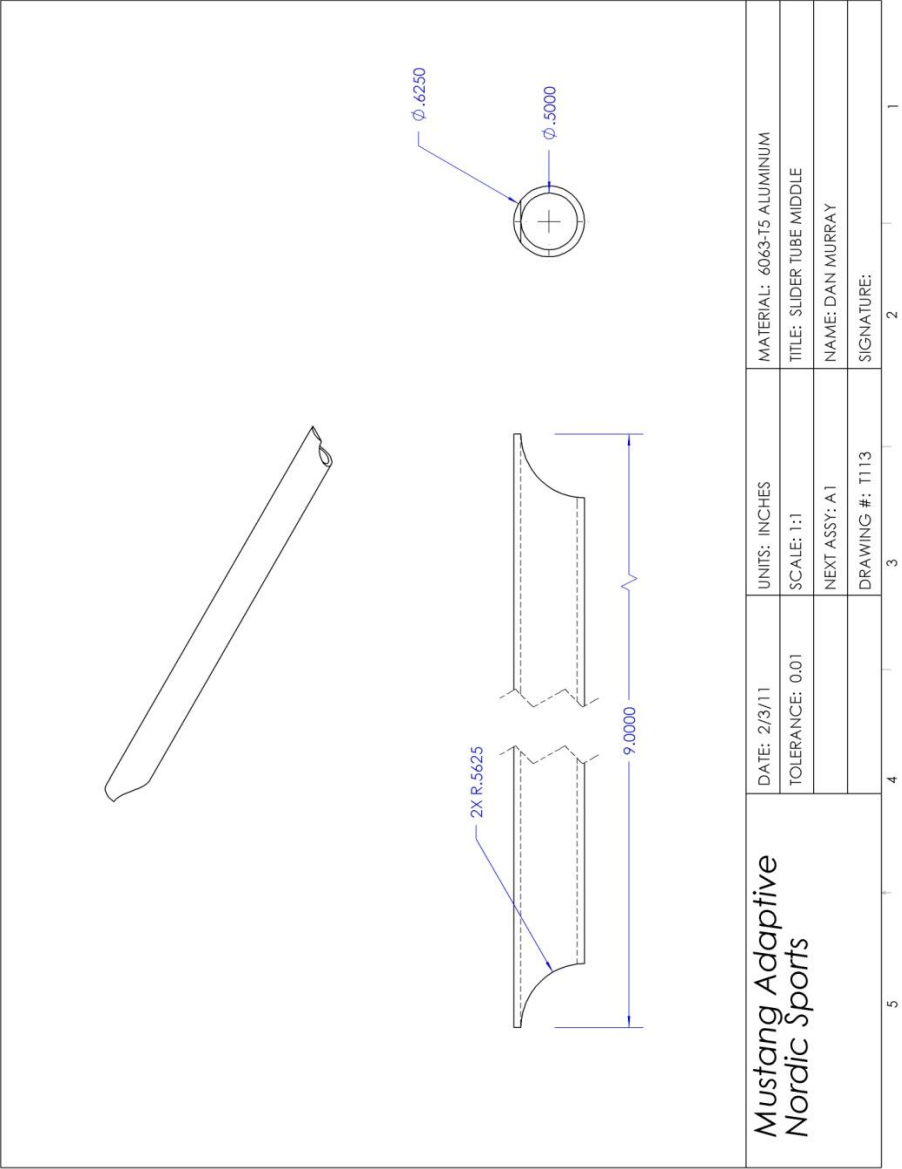 Ø.6250
Ø.5000
2X R.5625
9.0000
Mustang Adaptive
Nordic Sports
DATE: 2/3/11
UNITS: INCHES
MATERIAL: 6063-T5 ALUMINUM
TOLERANCE: 0.01
SCALE: 1:1
TITLE: SLIDER TUBE MIDDLE
NEXT ASSY: A1
NAME: DAN MURRAY
DRAWING #: T113
SIGNATURE:
5
4
3
2
1